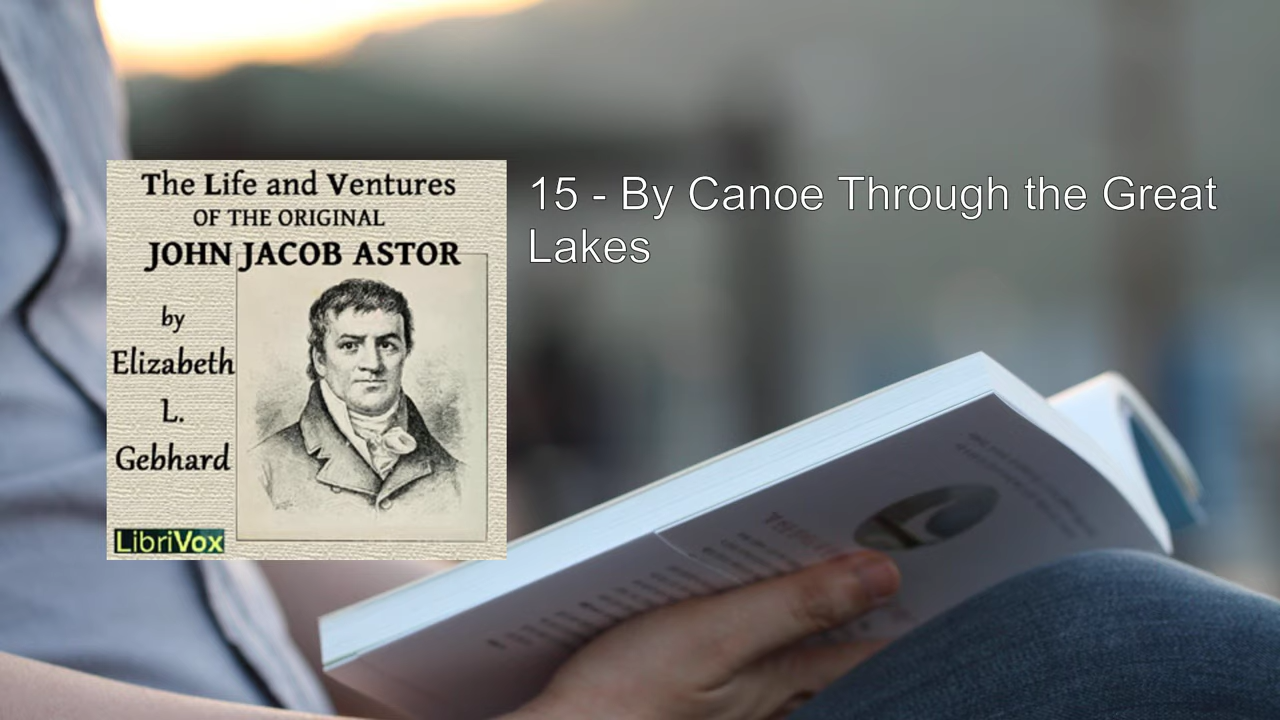 The Life and Ventures
OF THE ORIGINAL
JOHN JACOB ASTOR
by
Elizabeth
L.
Gebhard
LibriVox
15 - By Canoe Through the Great
Lakes